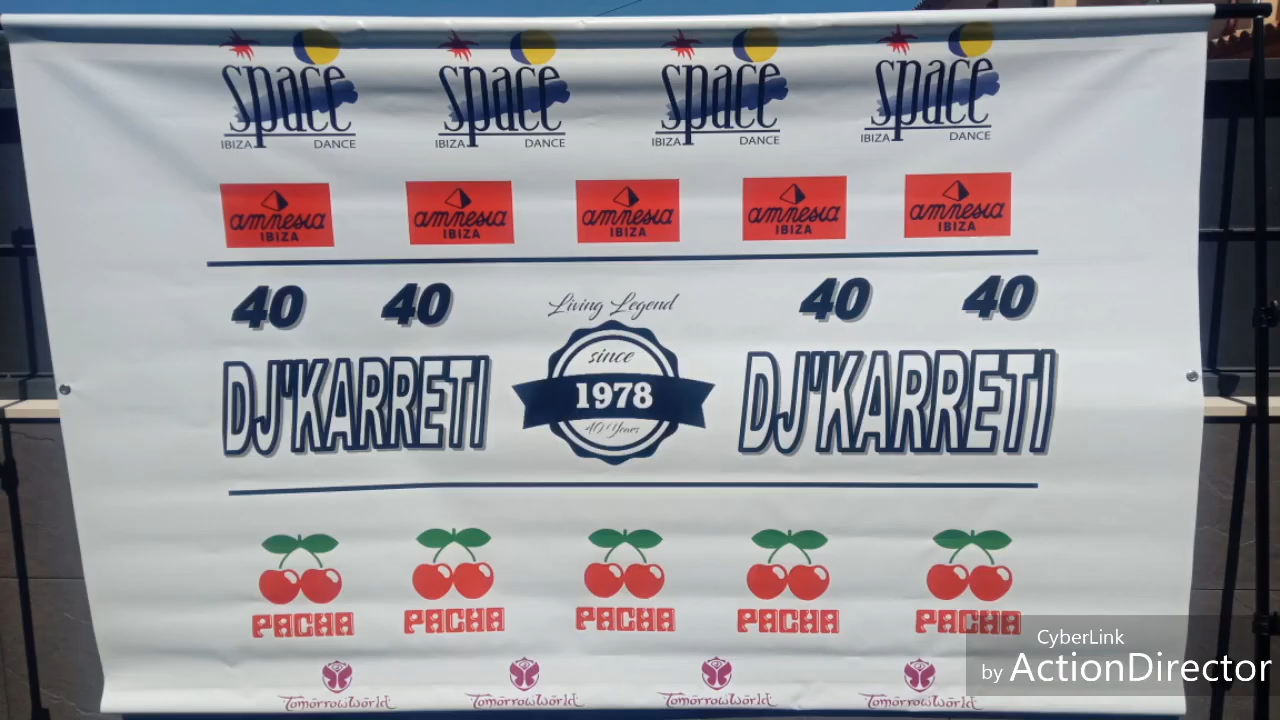 space space space space
IBIZA DANCE IBIZA DANCE IBIZA DANCE IBIZA DANCE
amnesia amnesia amnesia amnesia amnesia
IBIZA IBIZA IBIZA IBIZA IBIZA
40 40 Living Legend 40 40
since
DJ'KARRETI 1978 DJ'KARRETI
40 Years
PACHA PACHA PACHA PACHA PACHA
CyberLink
by ActionDirector
TomorrowWorld TomorrowWorld TomorrowWorld TomorrowWorld